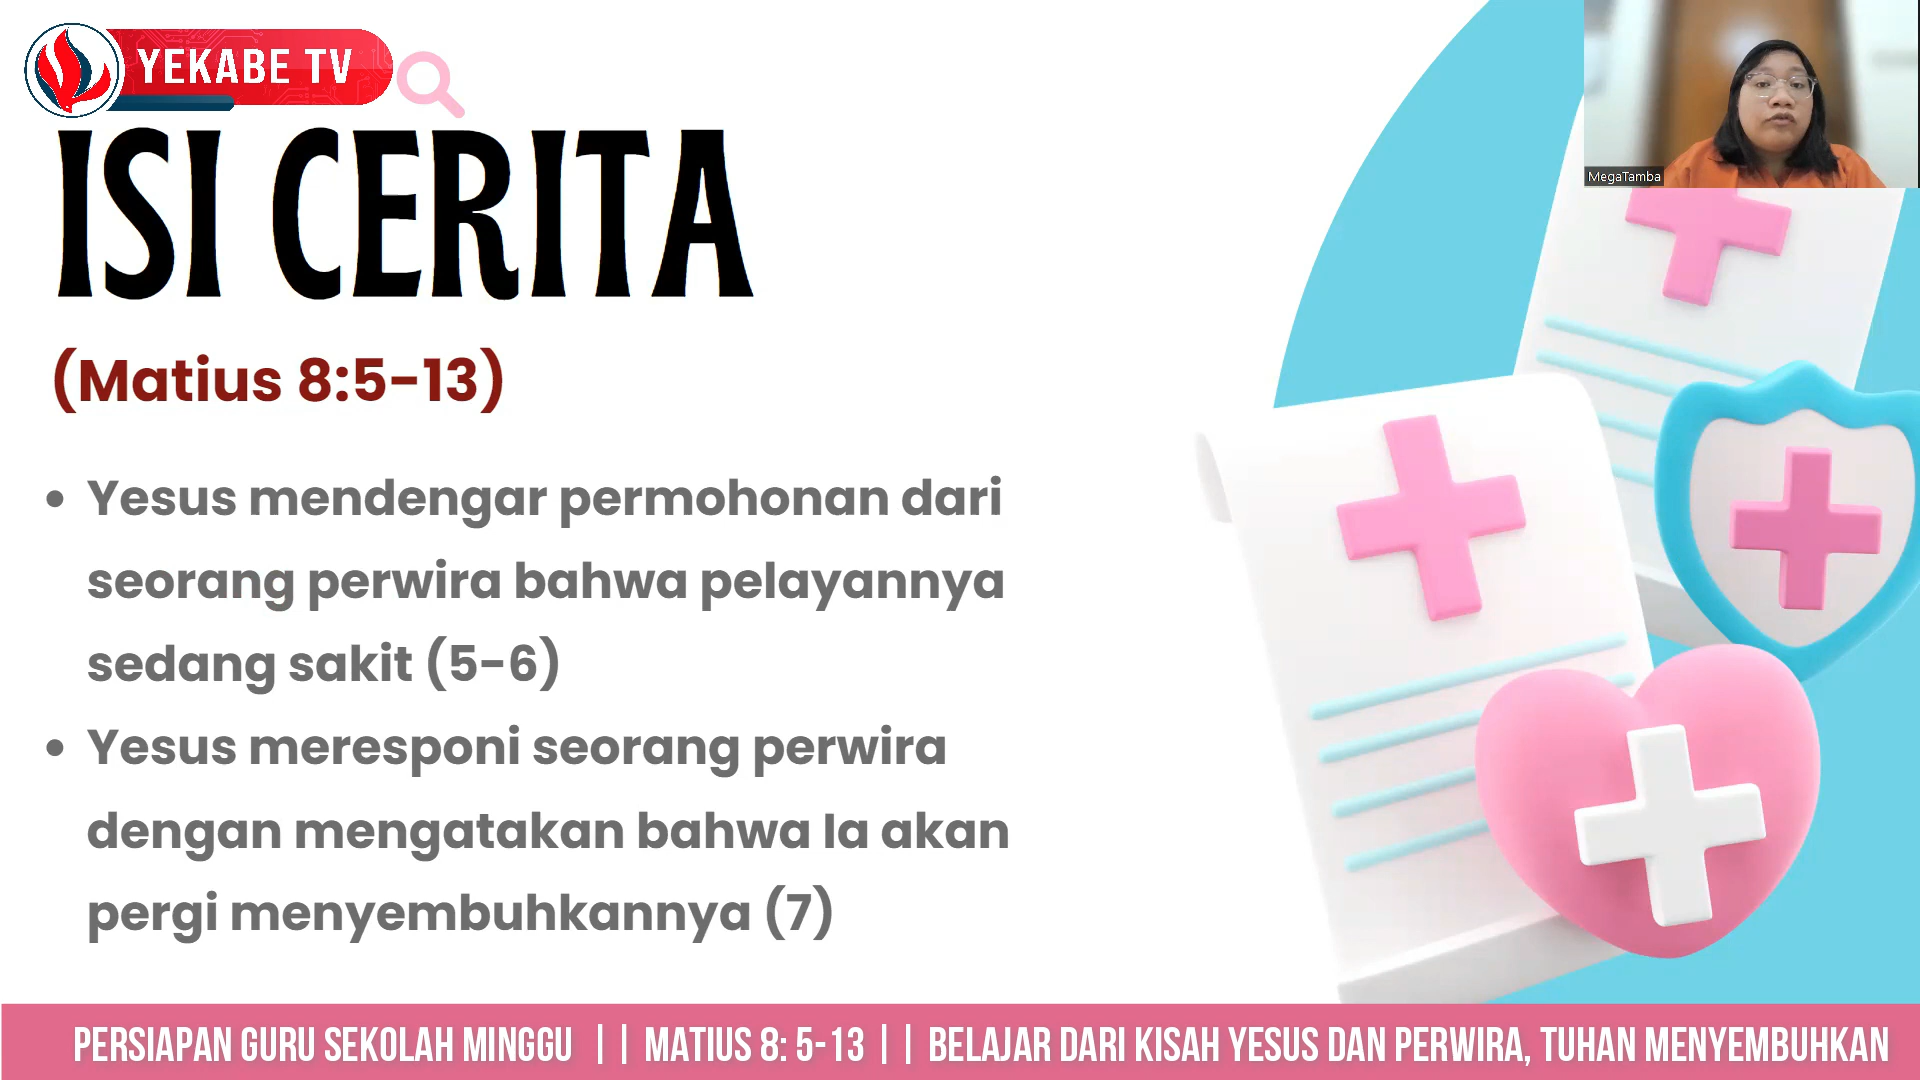 YEKABE TV
MegaTamba
ISI CERITA
(Matius 8:5-13)
• Yesus mendengar permohonan dari
seorang perwira bahwa pelayannya
sedang sakit (5-6)
• Yesus meresponi seorang perwira
dengan mengatakan bahwa Ia akan
pergi menyembuhkannya (7)
PERSIAPAN GURU SEKOLAH MINGGU || MATIUS 8: 5-13 || BELAJAR DARI KISAH YESUS DAN PERWIRA, TUHAN MENYEMBUHKAN